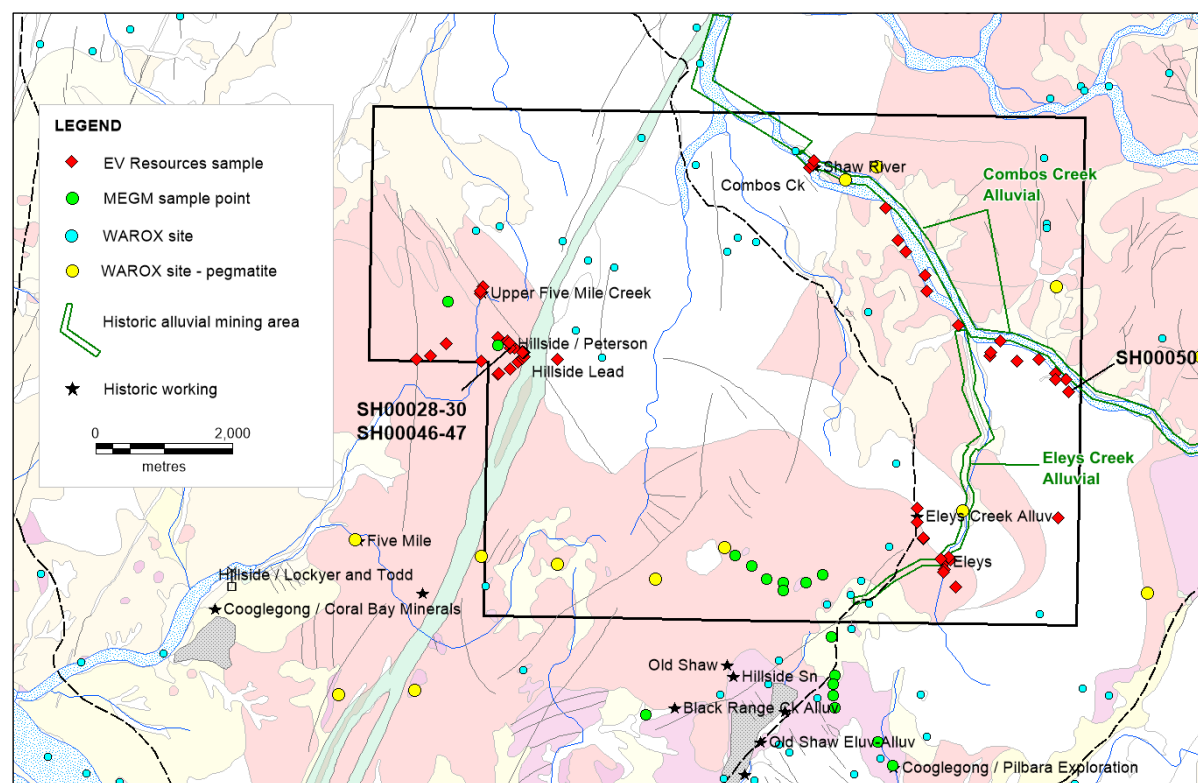 LEGEND
EV Resources sample
MEGM sample point
WAROX site
WAROX site - pegmatite
Historic alluvial mining area
Historic working
0 2,000
metres
Shaw River
Combos Ck
Combos Creek
Alluvial
Upper Five Mile Creek
Hillside / Peterson
Hillside Lead
SH00028-30
SH00046-47
SH00050
Eleys Creek
Alluvial
Eleys Creek Alluv
Eleys
Five Mile
Hillside / Lockyer and Todd
Cooglegong / Coral Bay Minerals
Old Shaw
Hillside Sn
Black Range Ck Alluv
Old Shaw Eluv-Alluv
Cooglegong / Pilbara Exploration